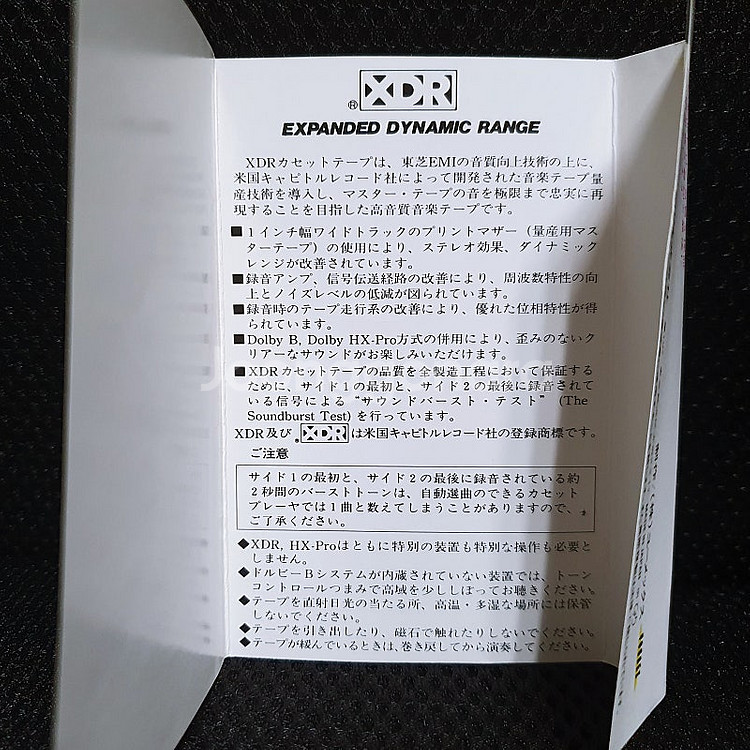 ® XDR
EXPANDED DYNAMIC RANGE
XDRカセットテープは、東芝EMIの音質向上技術の上に、
米国キャピトルレコード社によって開発された音楽テープ量
産技術を導入し、マスター・テープの音を極限まで忠実に再
現することを目指した高音質音楽テープです。
■1インチ幅ワイドトラックのプリントマザー（量産用マス
ターテープ）の使用により、ステレオ効果、ダイナミック
レンジが改善されています。
■録音アンプ、信号伝送経路の改善により、周波数特性の向
上とノイズレベルの低減が図られています。
■録音時のテープ走行系の改善により、優れた位相特性が得
られています。
■Dolby B, Dolby HX-Pro方式の併用により、歪みのないク
リアーなサウンドがお楽しみいただけます。
■XDRカセットテープの品質を全製造工程において保証する
ために、サイド1の最初と、サイド2の最後に録音されて
いる信号による“サウンドバースト・テスト”（The
Soundburst Test）を行っています。
XDR及び®XDRは米国キャピトルレコード社の登録商標です。
ご注意
サイド1の最初と、サイド2の最後に録音されている約
2秒間のバーストトーンは、自動選曲のできるカセット
プレーヤでは1曲と数えてしまうことがありますので、
ご了承ください。
◆XDR, HX-Proはともに特別の装置も特別な操作も必要と
しません。
◆ドルビーBシステムが内蔵されていない装置では、トーン
コントロールつまみで高域を少ししぼってお聴きください。
◆テープを直射日光の当たる所、高温・多湿な場所には保管
しないでください。
◆テープを引き出したり、磁石で触れたりしないでください。
◆テープが緩んでいるときは、巻き戻してから演奏してください。